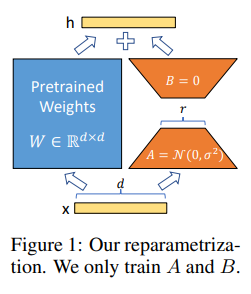 h
Pretrained
Weights
W ∈ ℝ^{d×d}
B = 0
r
A = 𝒩(0, σ²)
d
x
Figure 1: Our reparametriza-
tion. We only train A and B.